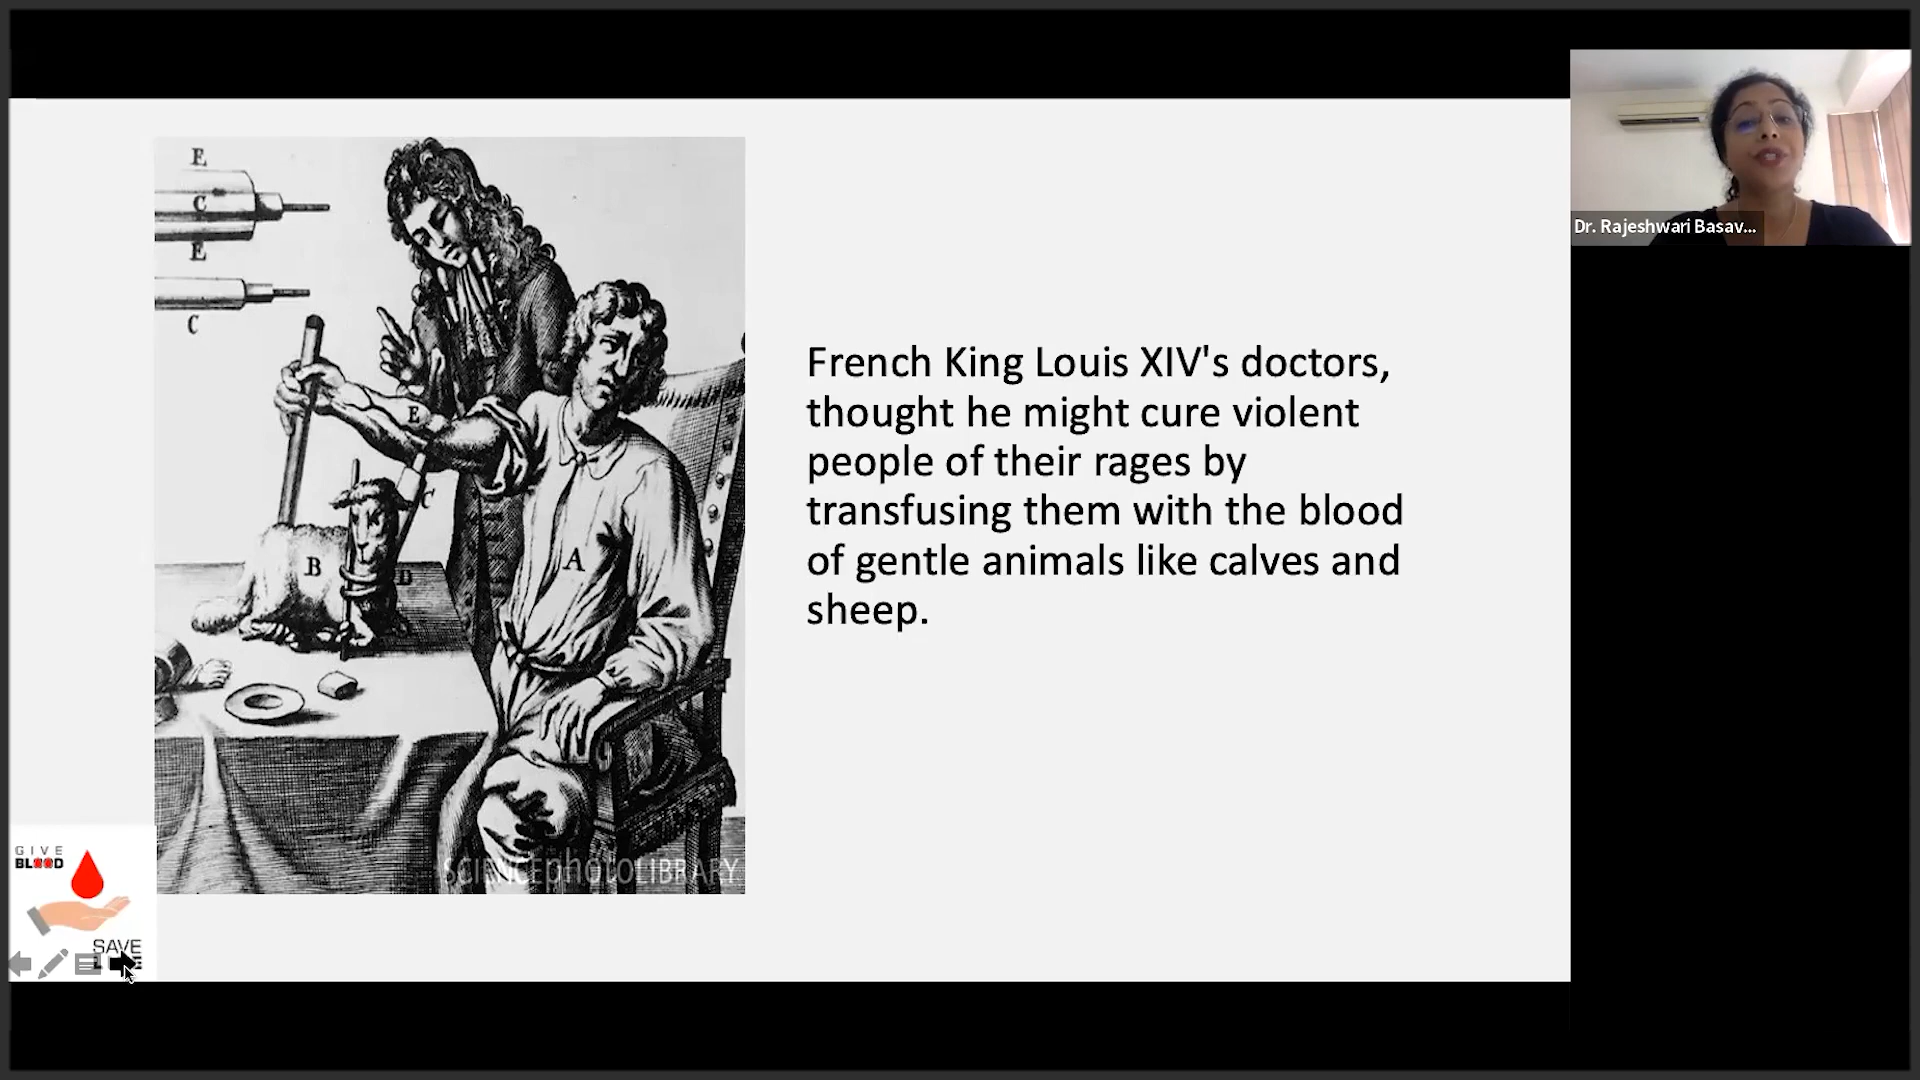 E
C
E
C
E
C
B
D
A
SCIENCEphotoLIBRARY
French King Louis XIV's doctors,
thought he might cure violent
people of their rages by
transfusing them with the blood
of gentle animals like calves and
sheep.
Dr. Rajeshwari Basav...
GIVE
BLOOD
SAVE